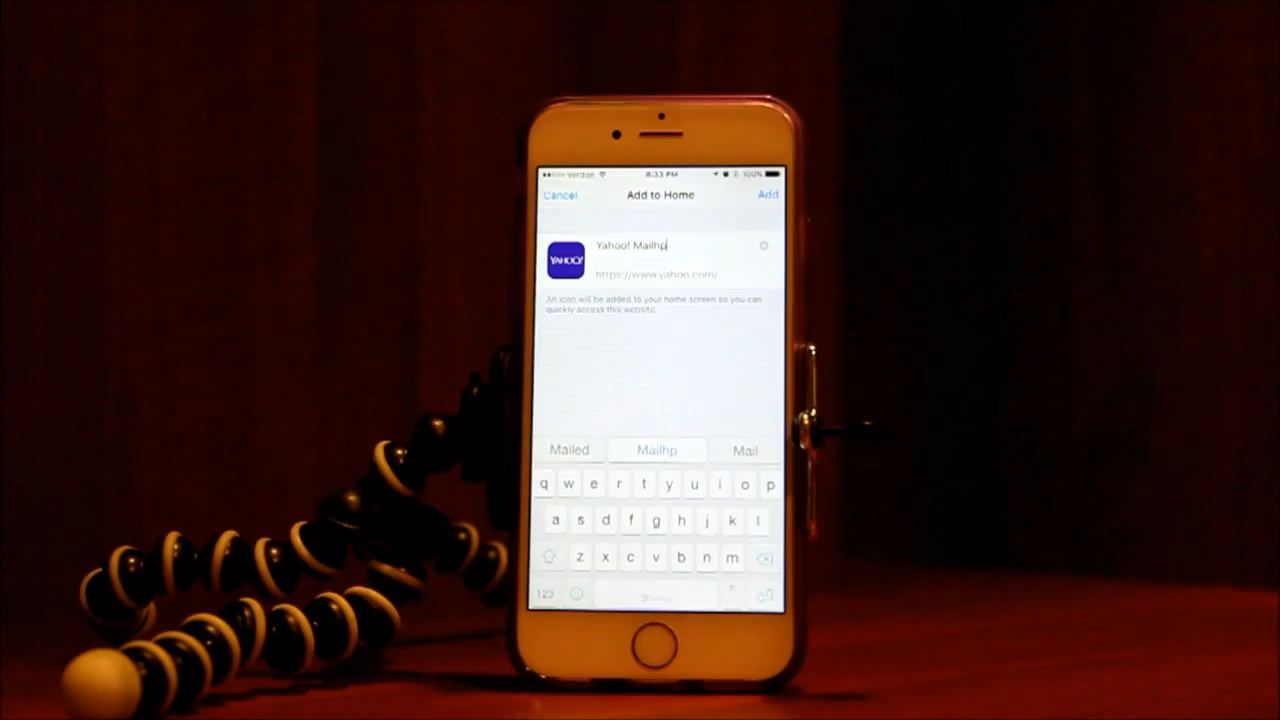 Verizon 8:33 PM 100%
Cancel Add to Home Add
Yahoo! Mailhp
YAHOO!
https://www.yahoo.com/
An icon will be added to your home screen so you can
quickly access this website.
Mailed Mailhp Mail
q w e r t y u i o p
a s d f g h j k l
z x c v b n m
123